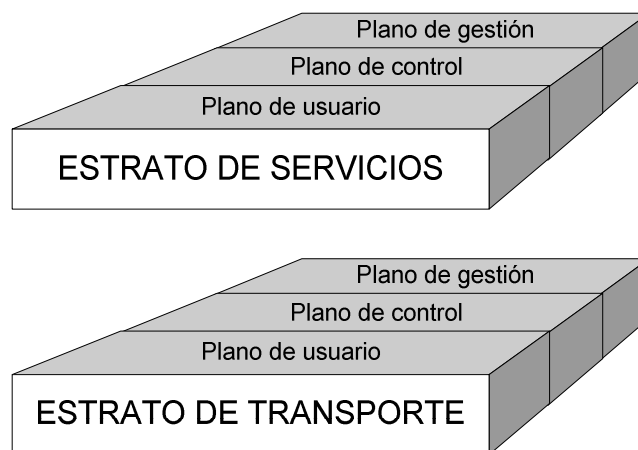 Plano de gestión
Plano de control
Plano de usuario
ESTRATO DE SERVICIOS
Plano de gestión
Plano de control
Plano de usuario
ESTRATO DE TRANSPORTE